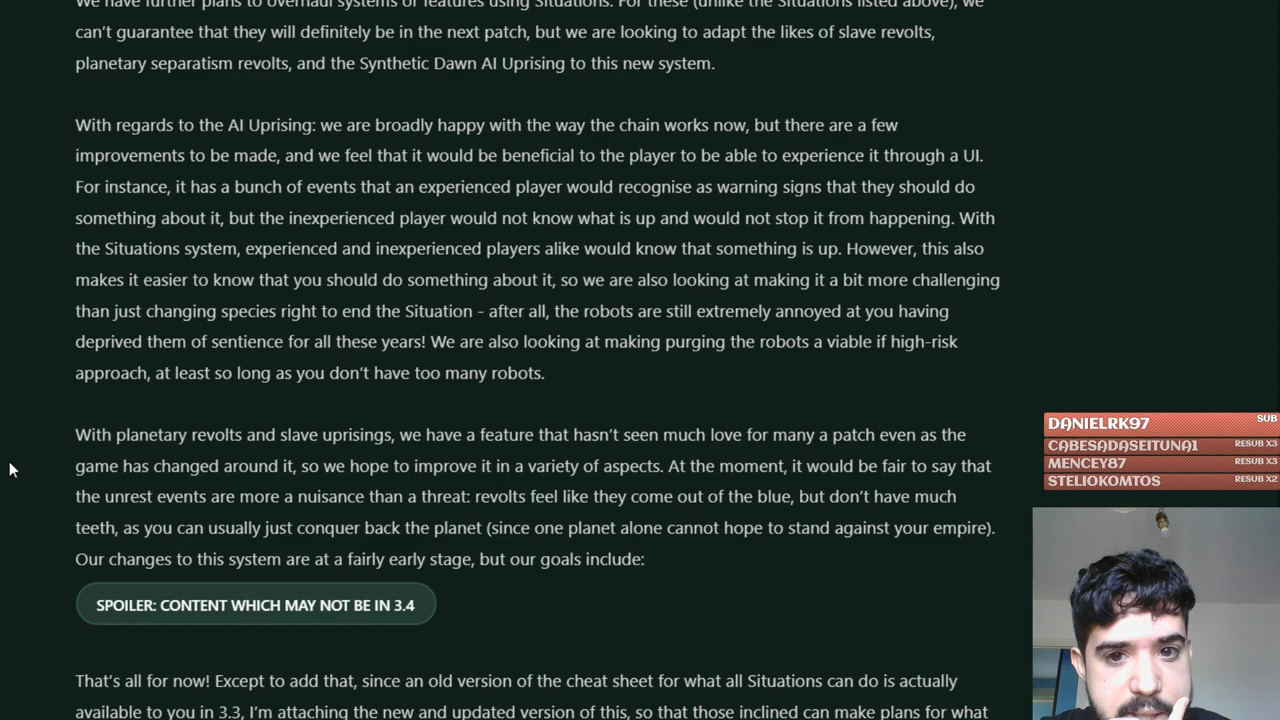 We have further plans to overhaul systems or features using Situations. For these (unlike the Situations listed above), we
can’t guarantee that they will definitely be in the next patch, but we are looking to adapt the likes of slave revolts,
planetary separatism revolts, and the Synthetic Dawn AI Uprising to this new system.
With regards to the AI Uprising: we are broadly happy with the way the chain works now, but there are a few
improvements to be made, and we feel that it would be beneficial to the player to be able to experience it through a UI.
For instance, it has a bunch of events that an experienced player would recognise as warning signs that they should do
something about it, but the inexperienced player would not know what is up and would not stop it from happening. With
the Situations system, experienced and inexperienced players alike would know that something is up. However, this also
makes it easier to know that you should do something about it, so we are also looking at making it a bit more challenging
than just changing species right to end the Situation - after all, the robots are still extremely annoyed at you having
deprived them of sentience for all these years! We are also looking at making purging the robots a viable if high-risk
approach, at least so long as you don’t have too many robots.
With planetary revolts and slave uprisings, we have a feature that hasn’t seen much love for many a patch even as the
game has changed around it, so we hope to improve it in a variety of aspects. At the moment, it would be fair to say that
the unrest events are more a nuisance than a threat: revolts feel like they come out of the blue, but don’t have much
teeth, as you can usually just conquer back the planet (since one planet alone cannot hope to stand against your empire).
Our changes to this system are at a fairly early stage, but our goals include:
SPOILER: CONTENT WHICH MAY NOT BE IN 3.4
That’s all for now! Except to add that, since an old version of the cheat sheet for what all Situations can do is actually
available to you in 3.3, I’m attaching the new and updated version of this, so that those inclined can make plans for what
DANIELRK97 SUB
CABESADASEITUNA1 RESUB X3
MENCEY87 RESUB X3
STELIOKOMTOS RESUB X2